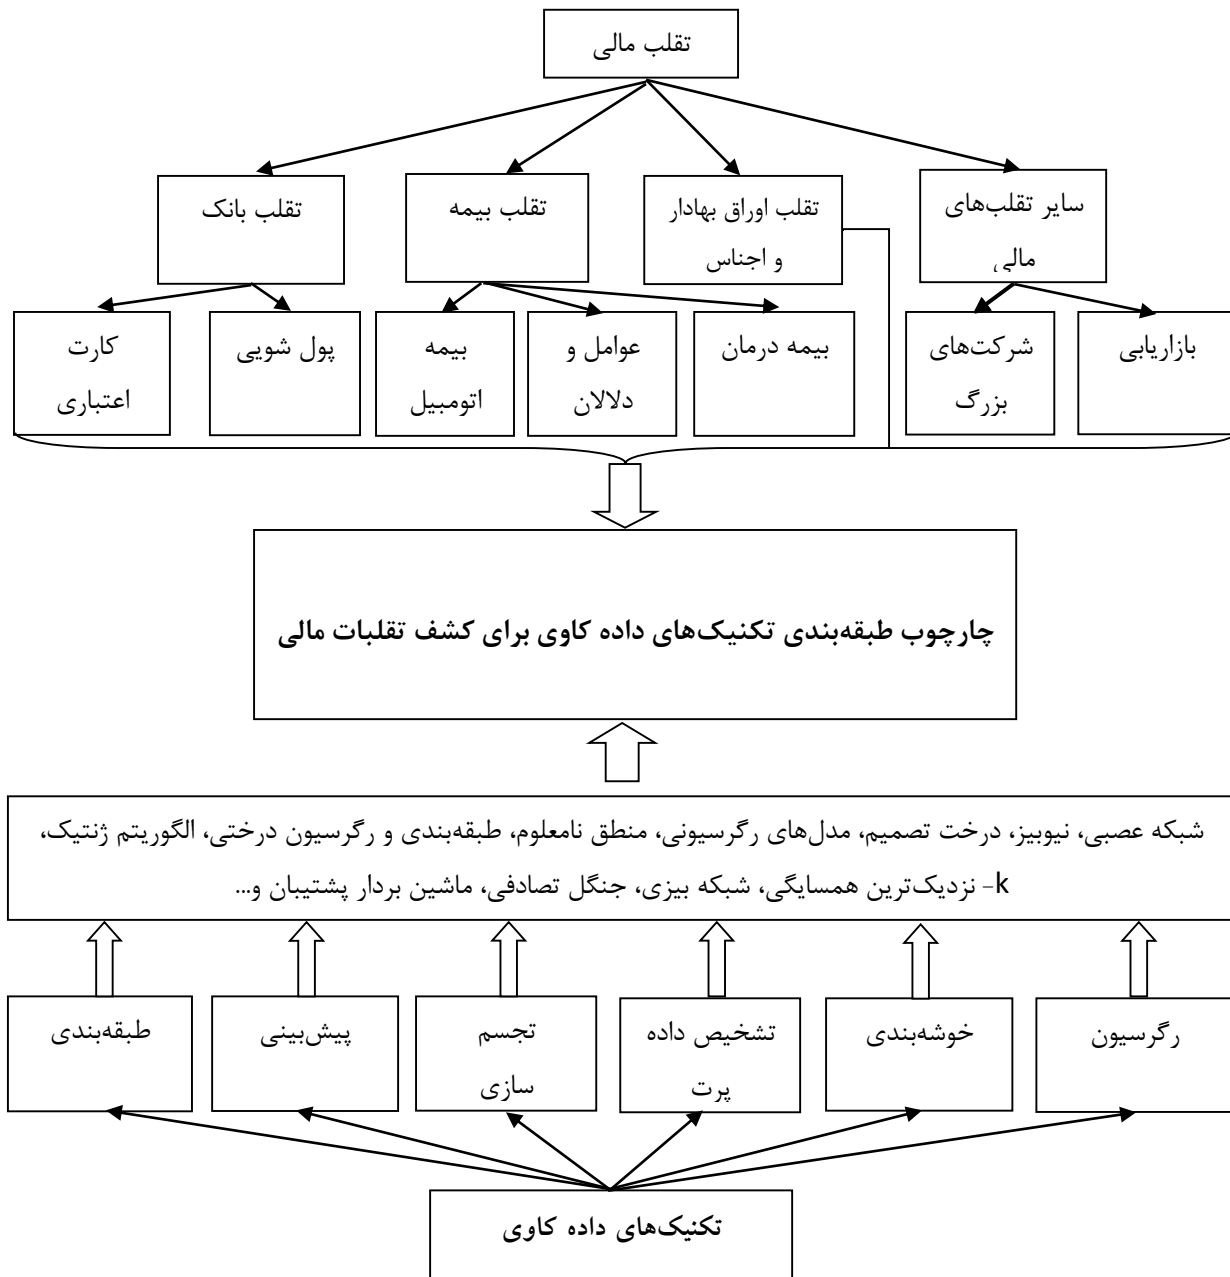 تقلب مالی
سایر تقلب‌های
مالی
تقلب اوراق بهادار
و اجناس
تقلب بیمه
تقلب بانک
بازاریابی
شرکت‌های
بزرگ
بیمه درمان
عوامل و
دلالان
بیمه
اتومبیل
پول شویی
کارت
اعتباری
چارچوب طبقه‌بندی تکنیک‌های داده کاوی برای کشف تقلبات مالی
شبکه عصبی، نیوبیز، درخت تصمیم، مدل‌های رگرسیونی، منطق نامعلوم، طبقه‌بندی و رگرسیون درختی، الگوریتم ژنتیک،
k- نزدیک‌ترین همسایگی، شبکه بیزی، جنگل تصادفی، ماشین بردار پشتیبان و...
رگرسیون
خوشه‌بندی
تشخیص داده
پرت
تجسم
سازی
پیش‌بینی
طبقه‌بندی
تکنیک‌های داده کاوی